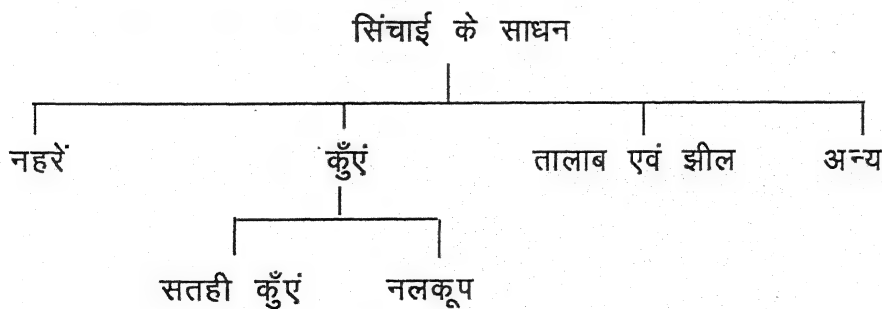 सिंचाई के साधन
नहरें कुँएं तालाब एवं झील अन्य
सतही कुँएं नलकूप